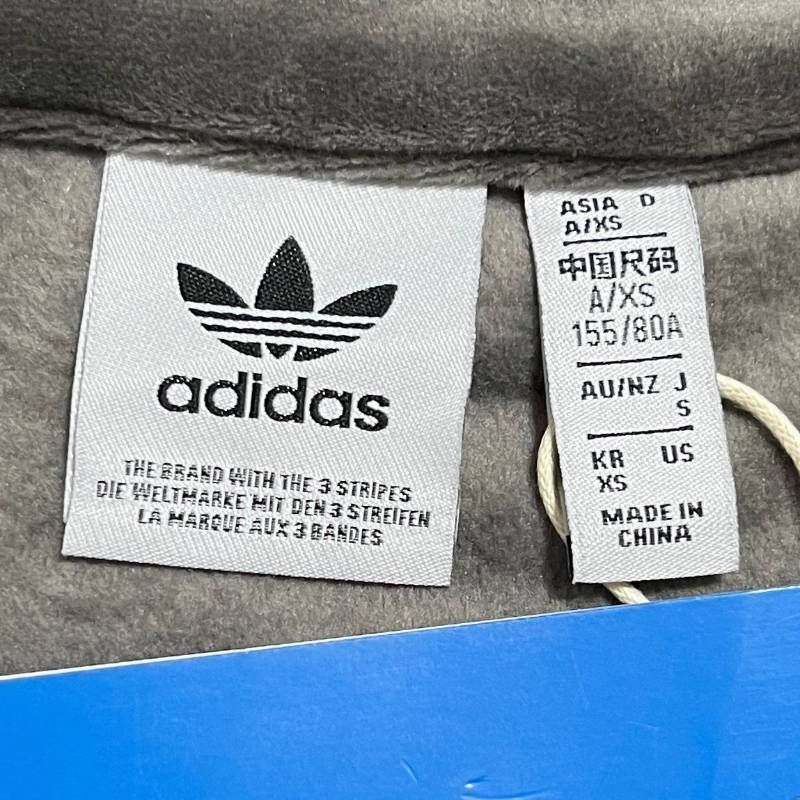 adidas
THE BRAND WITH THE 3 STRIPES
DIE WELTMARKE MIT DEN 3 STREIFEN
LA MARQUE AUX 3 BANDES
ASIA D
A/XS
中国尺码
A/XS
155/80A
AU/NZ J
S
KR US
XS
MADE IN
CHINA